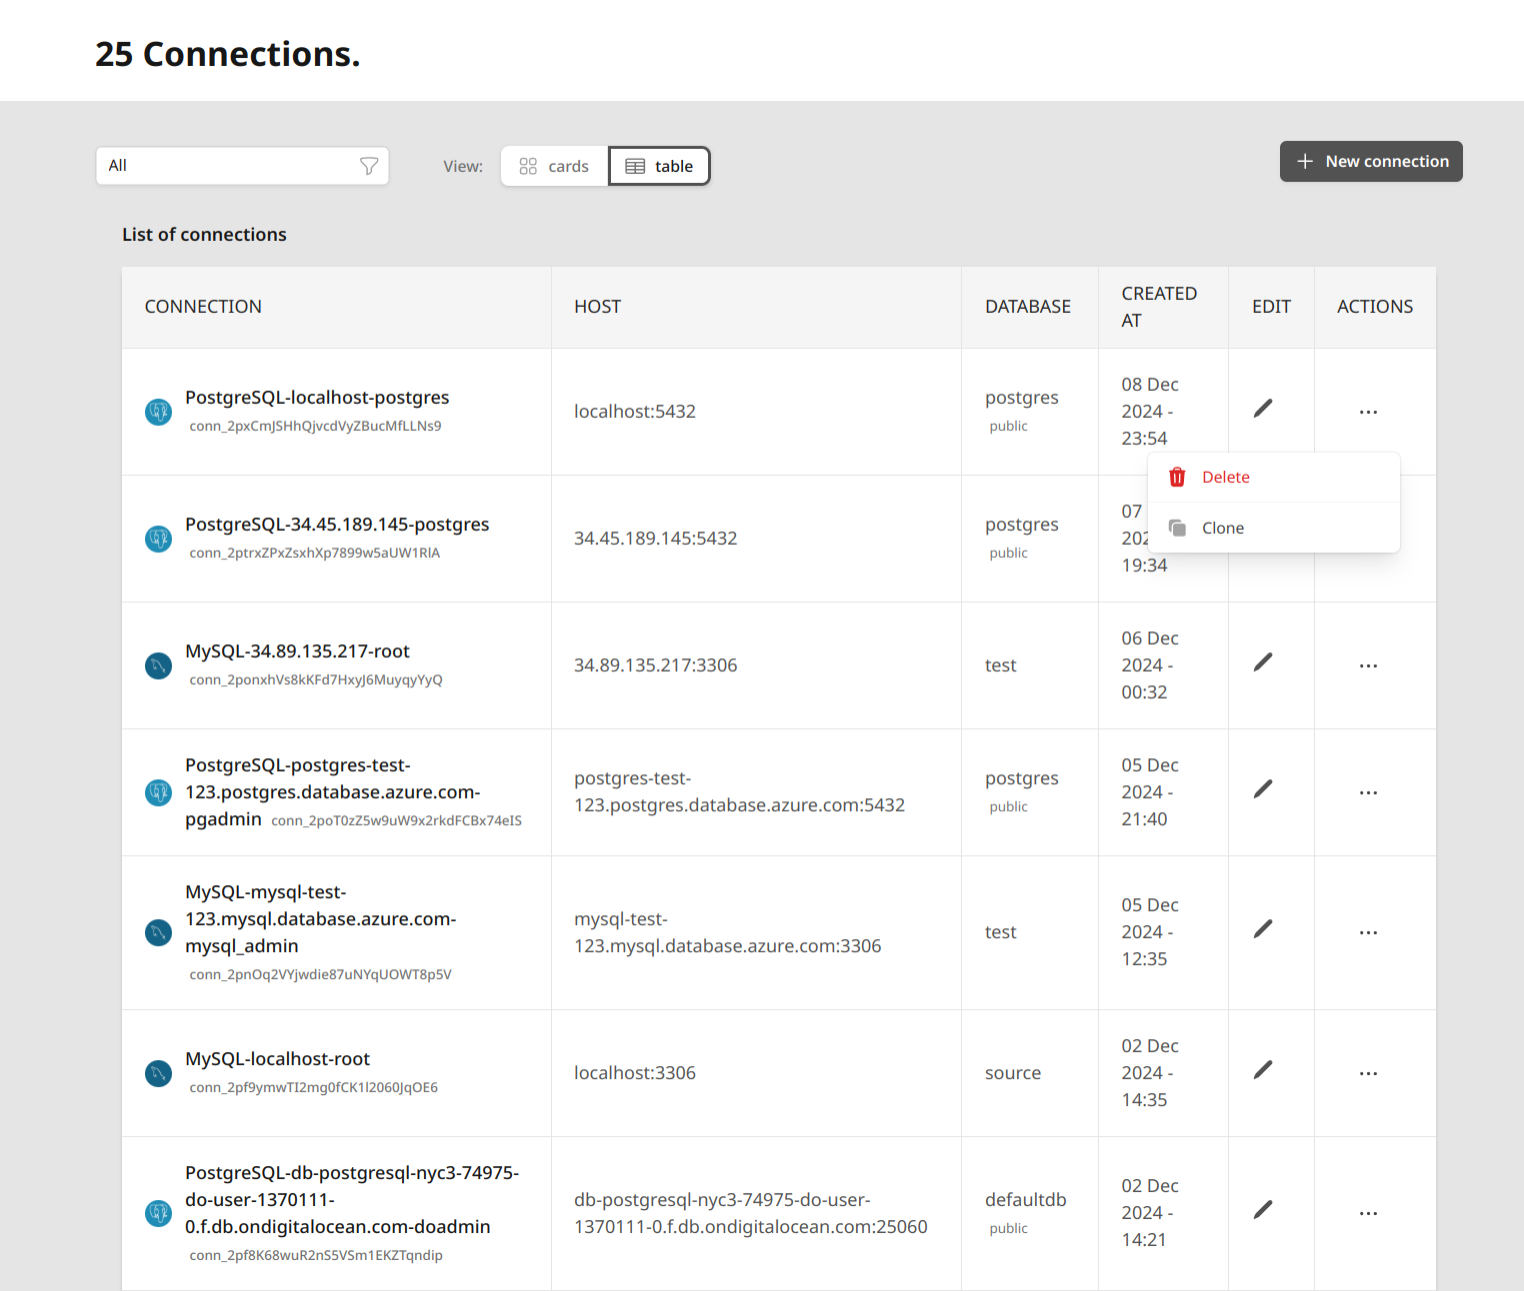 25 Connections.
All
View:
cards
table
New connection
List of connections
CONNECTION
HOST
DATABASE
CREATED
AT
EDIT
ACTIONS
PostgreSQL-localhost-postgres
conn_2pxCmJSHhQjvcdVyZBucMfLLNs9
localhost:5432
postgres
public
08 Dec
2024 -
23:54
...
Delete
Clone
PostgreSQL-34.45.189.145-postgres
conn_2ptrxZPxZsxhXp7899w5aUW1RlA
34.45.189.145:5432
postgres
public
07
202
19:34
MySQL-34.89.135.217-root
conn_2ponxhVs8kKFd7HxyJ6MuyqyYyQ
34.89.135.217:3306
test
06 Dec
2024 -
00:32
...
PostgreSQL-postgres-test-
123.postgres.database.azure.com-
pgadmin conn_2poT0zZ5w9uW9x2rkdFCBx74eIS
postgres-test-
123.postgres.database.azure.com:5432
postgres
public
05 Dec
2024 -
21:40
...
MySQL-mysql-test-
123.mysql.database.azure.com-
mysql_admin
conn_2pnOq2VYjwdie87uNYqUOWT8p5V
mysql-test-
123.mysql.database.azure.com:3306
test
05 Dec
2024 -
12:35
...
MySQL-localhost-root
conn_2pf9ymwTI2mg0fCK1l2060JqOE6
localhost:3306
source
02 Dec
2024 -
14:35
...
PostgreSQL-db-postgresql-nyc3-74975-
do-user-1370111-
0.f.db.ondigitalocean.com-doadmin
conn_2pf8K68wuR2nS5VSm1EKZTqndip
db-postgresql-nyc3-74975-do-user-
1370111-0.f.db.ondigitalocean.com:25060
defaultdb
public
02 Dec
2024 -
14:21
...